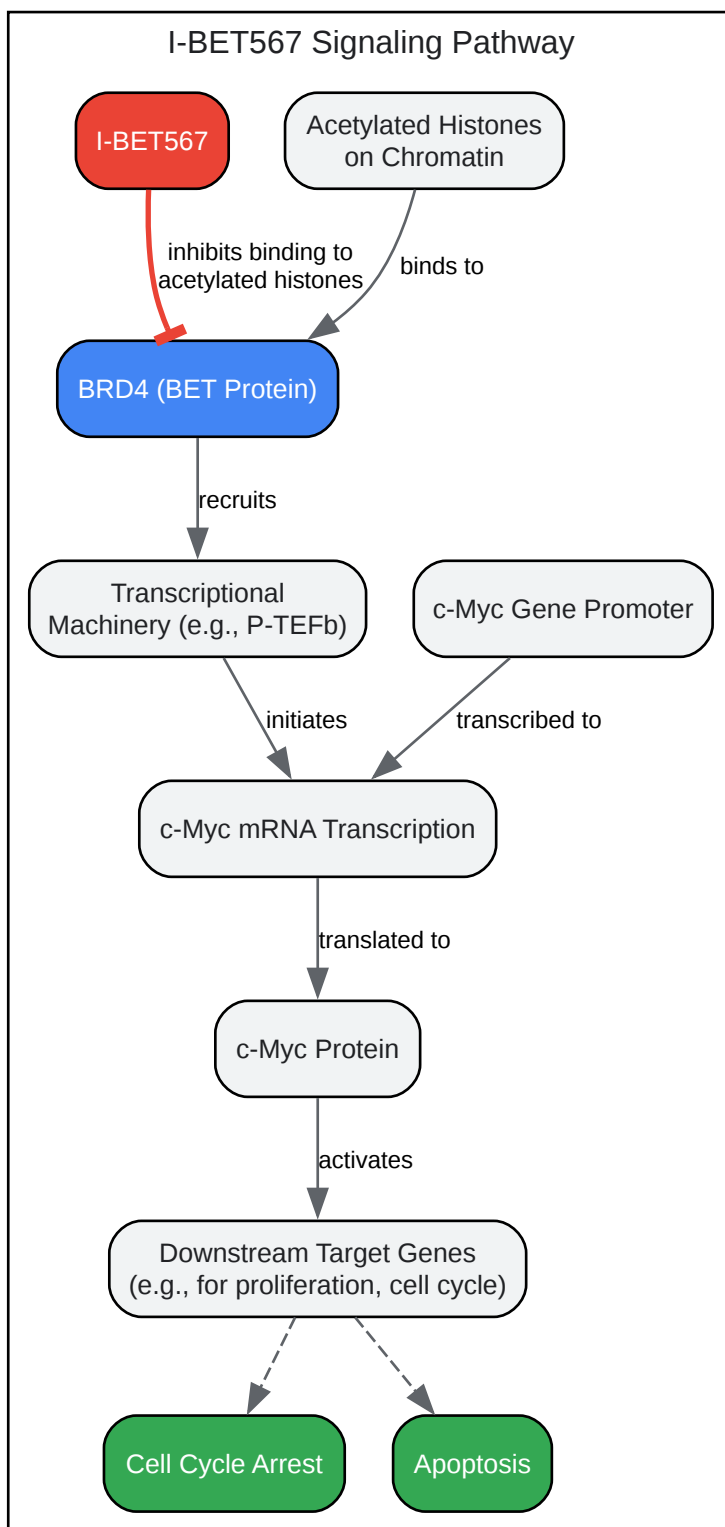 I-BET567 Signaling Pathway
I-BET567
Acetylated Histones
on Chromatin
inhibits binding to
acetylated histones
binds to
BRD4 (BET Protein)
recruits
Transcriptional
Machinery (e.g., P-TEFb)
c-Myc Gene Promoter
initiates
transcribed to
c-Myc mRNA Transcription
translated to
c-Myc Protein
activates
Downstream Target Genes
(e.g., for proliferation, cell cycle)
Cell Cycle Arrest
Apoptosis